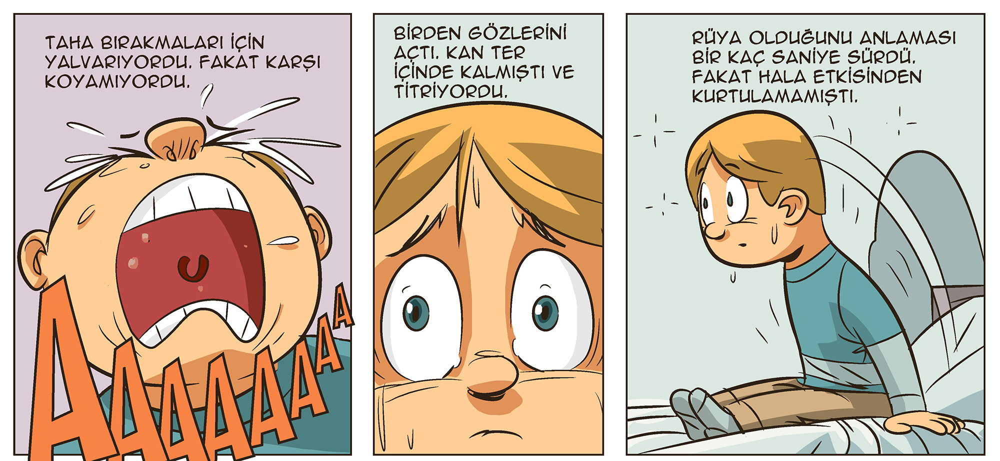 TAHA BIRAKMALARI İÇİN
YALVARIYORDU. FAKAT KARŞI
KOYAMIYORDU.
AAAAAAAA
BİRDEN GÖZLERİNİ
AÇTI. KAN TER
İÇİNDE KALMIŞTI VE
TİTRİYORDU.
RÜYA OLDUĞUNU ANLAMASI
BİR KAÇ SANİYE SÜRDÜ.
FAKAT HALA ETKİSİNDEN
KURTULAMAMIŞTI.